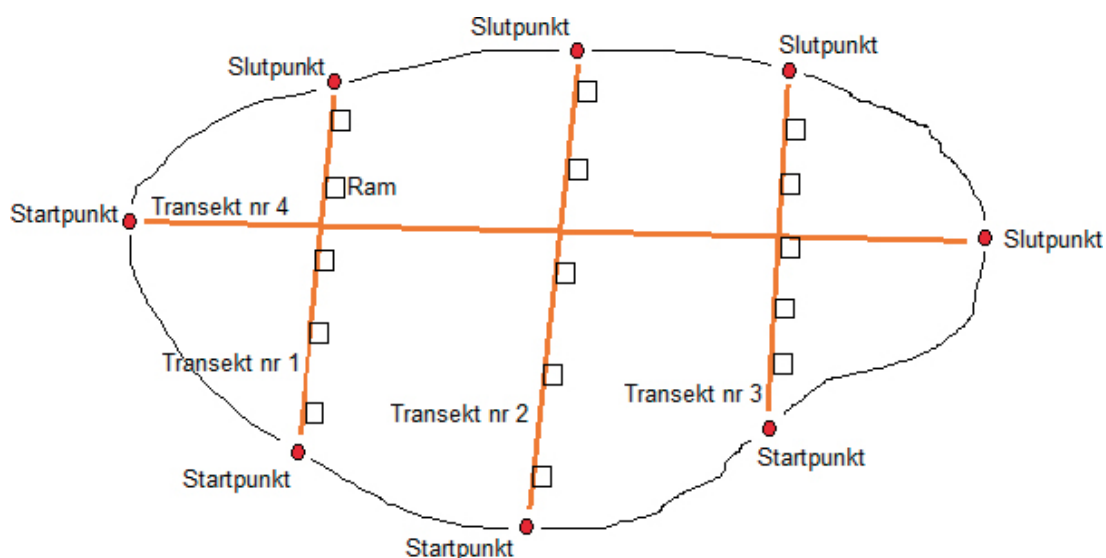 Slutpunkt
Slutpunkt
Slutpunkt
Ram
Startpunkt
Transekt nr 4
Slutpunkt
Transekt nr 1
Transekt nr 2
Transekt nr 3
Startpunkt
Startpunkt
Startpunkt